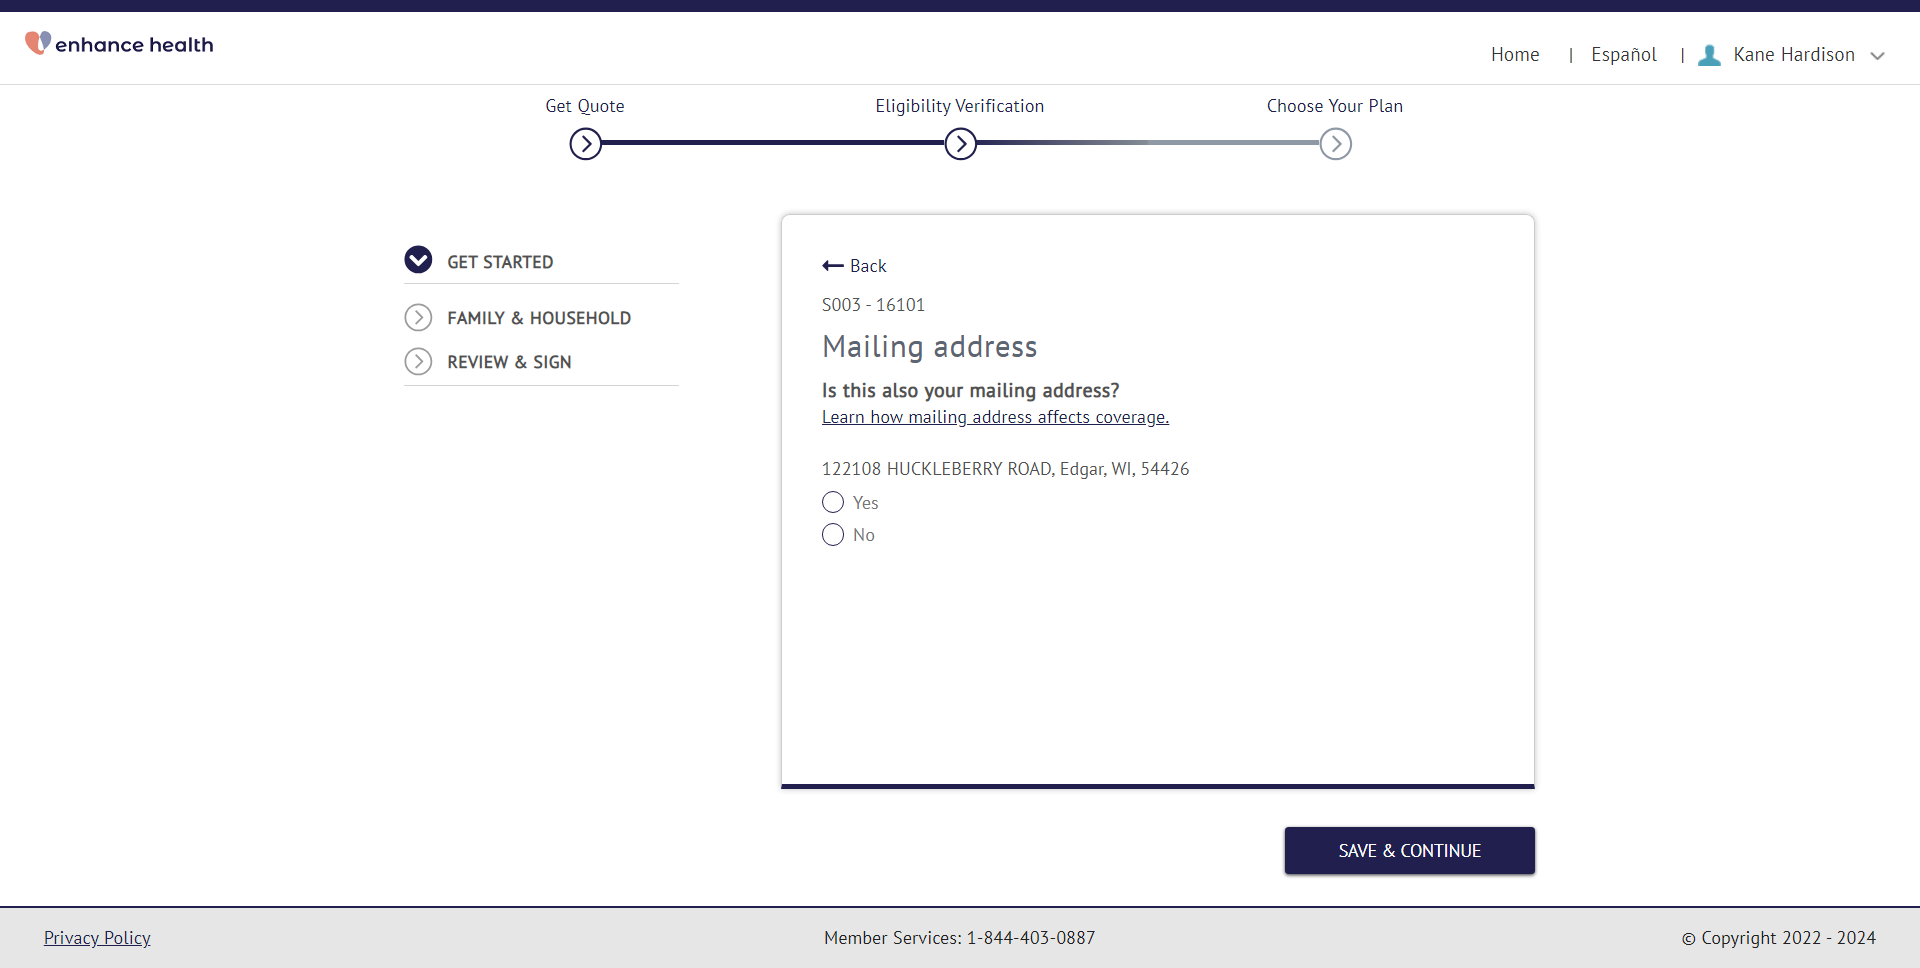 enhance health
Home | Español | Kane Hardison
Get Quote
Eligibility Verification
Choose Your Plan
GET STARTED
FAMILY & HOUSEHOLD
REVIEW & SIGN
Back
S003 - 16101
Mailing address
Is this also your mailing address?
Learn how mailing address affects coverage.
122108 HUCKLEBERRY ROAD, Edgar, WI, 54426
Yes
No
SAVE & CONTINUE
Privacy Policy
Member Services: 1-844-403-0887
© Copyright 2022 - 2024